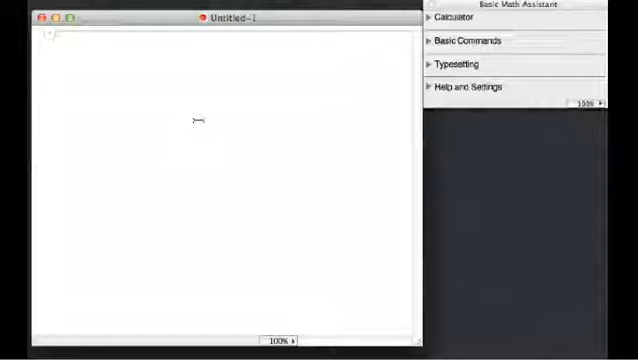 Untitled-1
Basic Math Assistant
Calculator
Basic Commands
Typesetting
Help and Settings
100%
100%